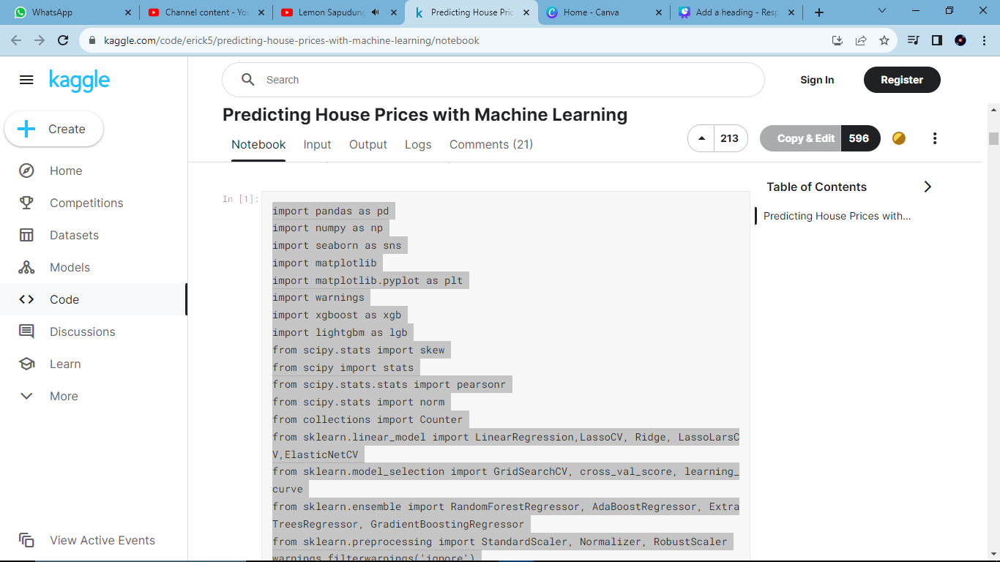 WhatsApp
Channel content - Yo
Lemon Sapudung
Predicting House Pric
Home - Canva
Add a heading - Resp
kaggle.com/code/erick5/predicting-house-prices-with-machine-learning/notebook
kaggle
Search
Sign In
Register
Create
Home
Competitions
Datasets
Models
Code
Discussions
Learn
More
View Active Events
Predicting House Prices with Machine Learning
Notebook
Input
Output
Logs
Comments (21)
213
Copy & Edit
596
Table of Contents
Predicting House Prices with...
In [1]:
import pandas as pd
import numpy as np
import seaborn as sns
import matplotlib
import matplotlib.pyplot as plt
import warnings
import xgboost as xgb
import lightgbm as lgb
from scipy.stats import skew
from scipy import stats
from scipy.stats.stats import pearsonr
from scipy.stats import norm
from collections import Counter
from sklearn.linear_model import LinearRegression,LassoCV, Ridge, LassoLarsC
V,ElasticNetCV
from sklearn.model_selection import GridSearchCV, cross_val_score, learning_
curve
from sklearn.ensemble import RandomForestRegressor, AdaBoostRegressor, Extra
TreesRegressor, GradientBoostingRegressor
from sklearn.preprocessing import StandardScaler, Normalizer, RobustScaler
warnings.filterwarnings('ignore')